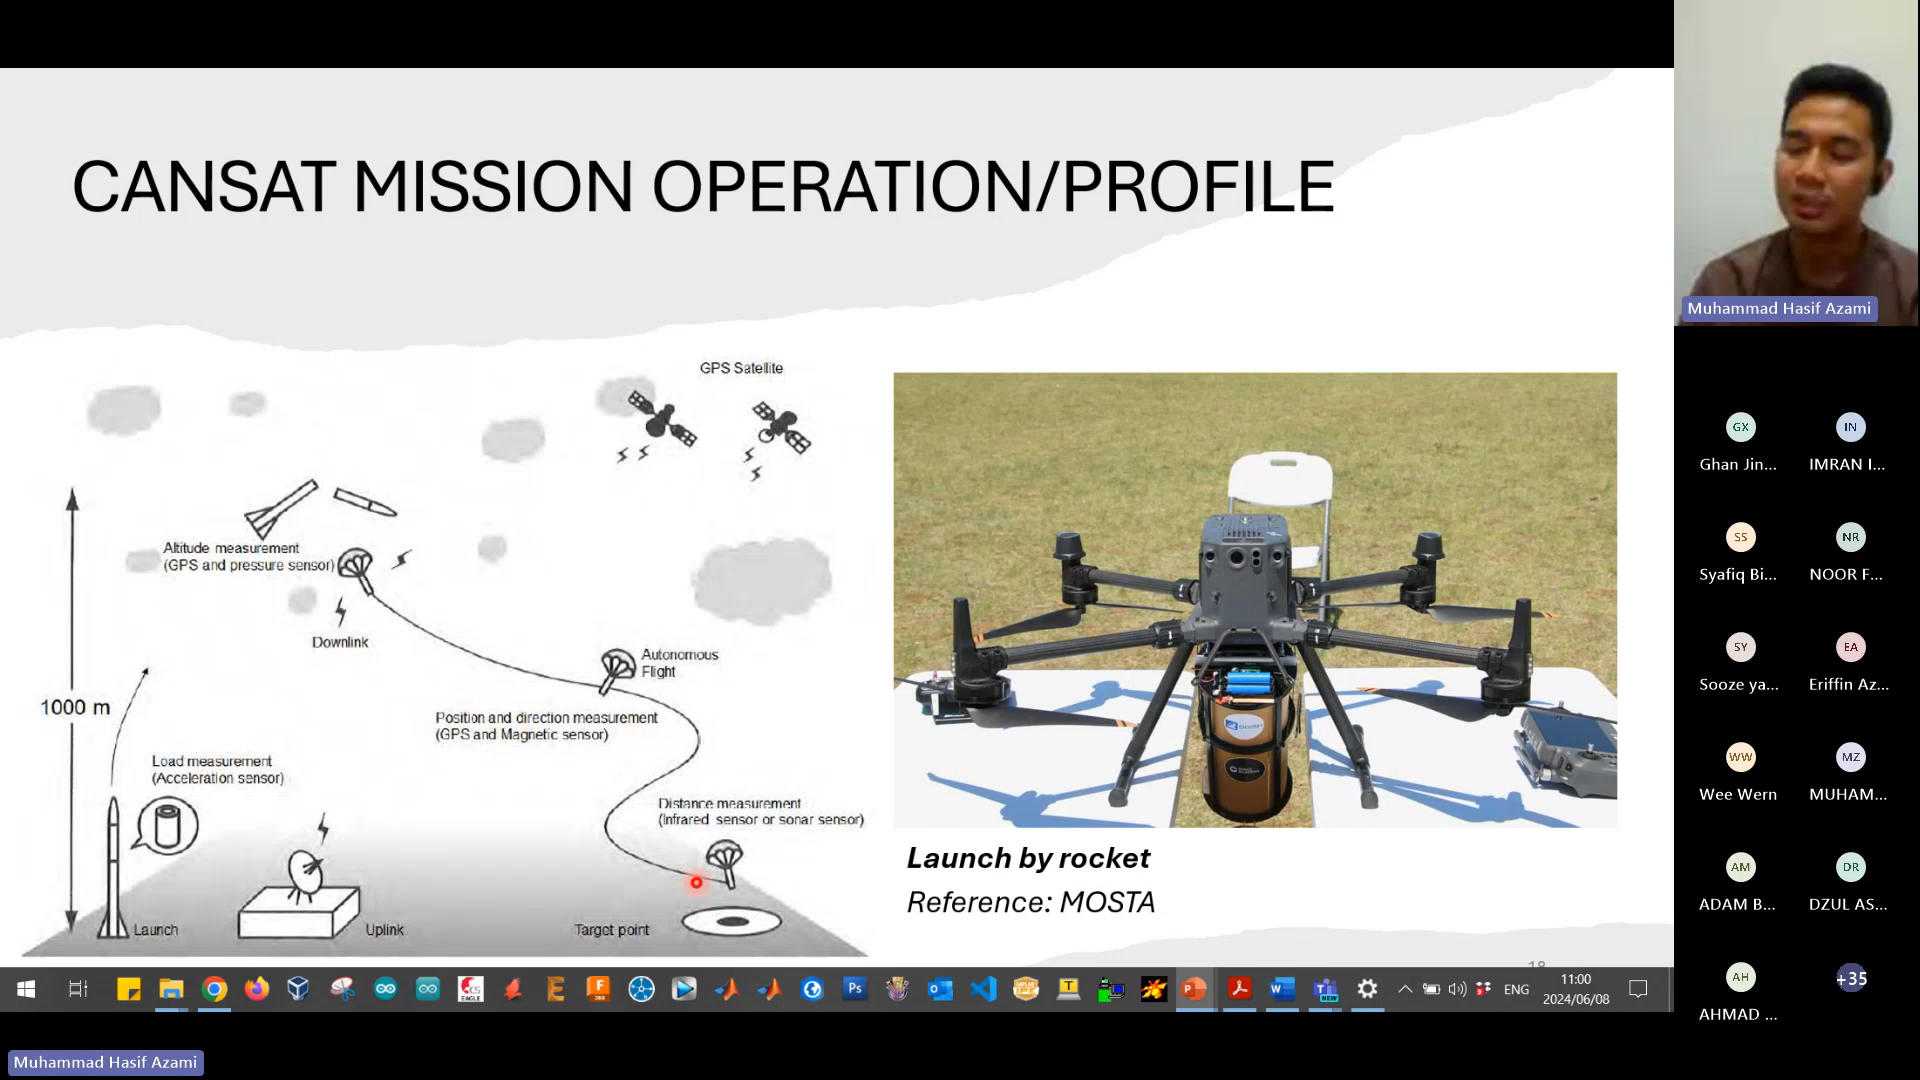 CANSAT MISSION OPERATION/PROFILE
GPS Satellite
Altitude measurement
(GPS and pressure sensor)
Downlink
Autonomous
Flight
1000 m
Position and direction measurement
(GPS and Magnetic sensor)
Load measurement
(Acceleration sensor)
Distance measurement
(Infrared sensor or sonar sensor)
Launch
Uplink
Target point
Launch by rocket
Reference: MOSTA
Muhammad Hasif Azami
GX
IN
Ghan Jin...
IMRAN I...
SS
NR
Syafiq Bi...
NOOR F...
SY
EA
Sooze ya...
Eriffin Az...
WW
MZ
Wee Wern
MUHAM...
AM
DR
ADAM B...
DZUL AS...
AH
+35
AHMAD ...
ENG
11:00
2024/06/08
Muhammad Hasif Azami